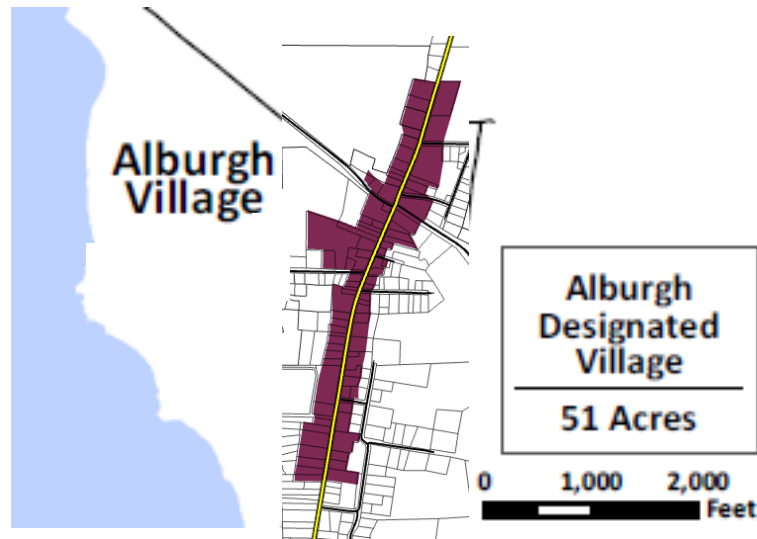 Alburgh
Village
Alburgh
Designated
Village
51 Acres
0 1,000 2,000
Feet